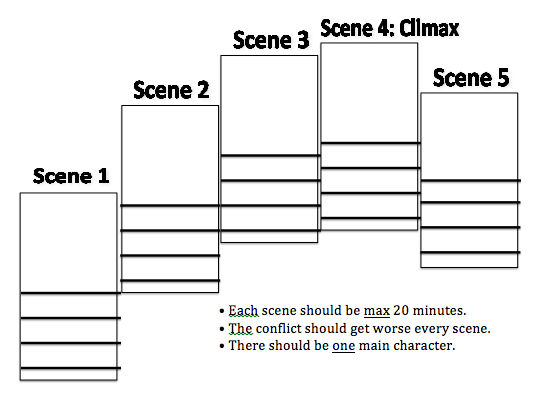 Scene 1
Scene 2
Scene 3
Scene 4: Climax
Scene 5
• Each scene should be max 20 minutes.
• The conflict should get worse every scene.
• There should be one main character.